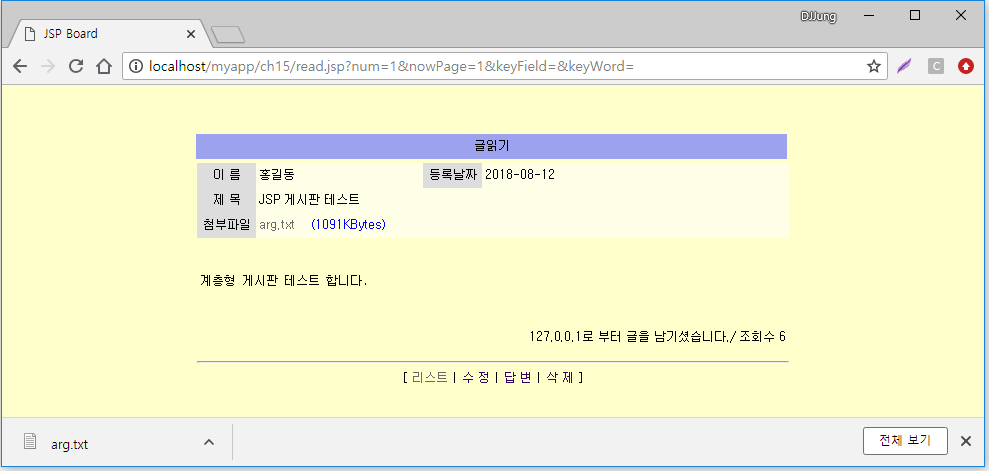 DJJung
JSP Board
localhost/myapp/ch15/read.jsp?num=1&nowPage=1&keyField=&keyWord=
C
글읽기
이 름 홍길동 등록날짜 2018-08-12
제 목 JSP 게시판 테스트
첨부파일 arg.txt (1091KBytes)
계층형 게시판 테스트 합니다.
127.0.0.1로 부터 글을 남기셨습니다./ 조회수 6
[ 리스트 | 수 정 | 답 변 | 삭 제 ]
arg.txt 전체 보기